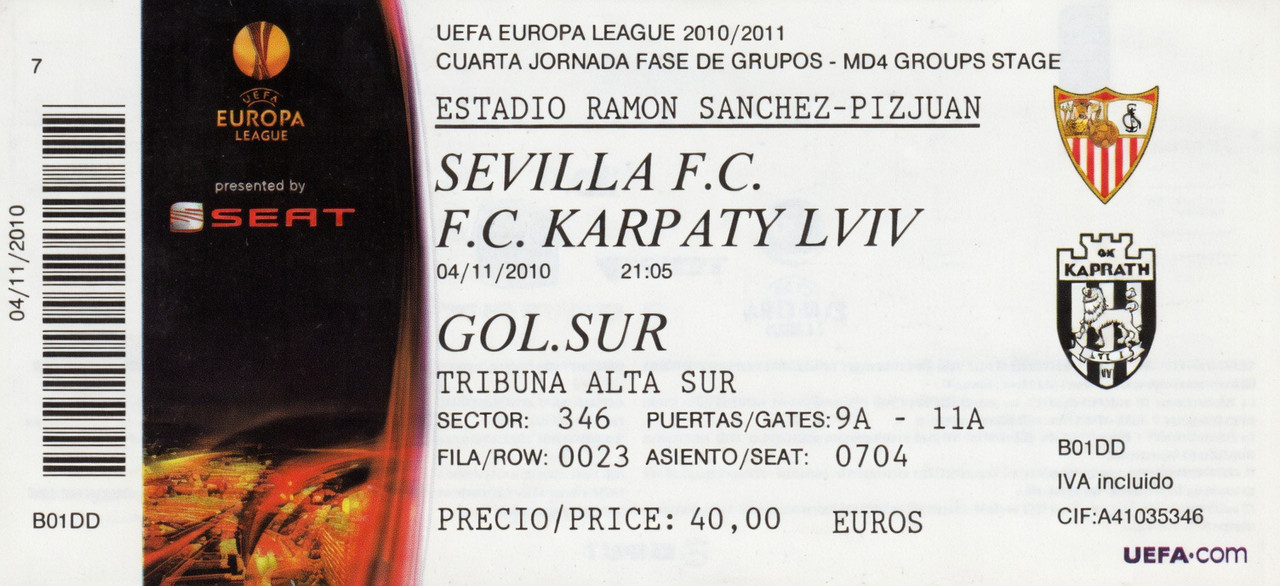 7
04/11/2010
B01DD
UEFA
EUROPA
LEAGUE
presented by
SEAT
UEFA EUROPA LEAGUE 2010/2011
CUARTA JORNADA FASE DE GRUPOS - MD4 GROUPS STAGE
ESTADIO RAMON SANCHEZ-PIZJUAN
SEVILLA F.C.
F.C. KARPATY LVIV
04/11/2010 21:05
GOL.SUR
TRIBUNA ALTA SUR
SECTOR: 346 PUERTAS/GATES: 9A - 11A
FILA/ROW: 0023 ASIENTO/SEAT: 0704
PRECIO/PRICE: 40,00 EUROS
KAPRATH
B01DD
IVA incluido
CIF:A41035346
UEFA.com